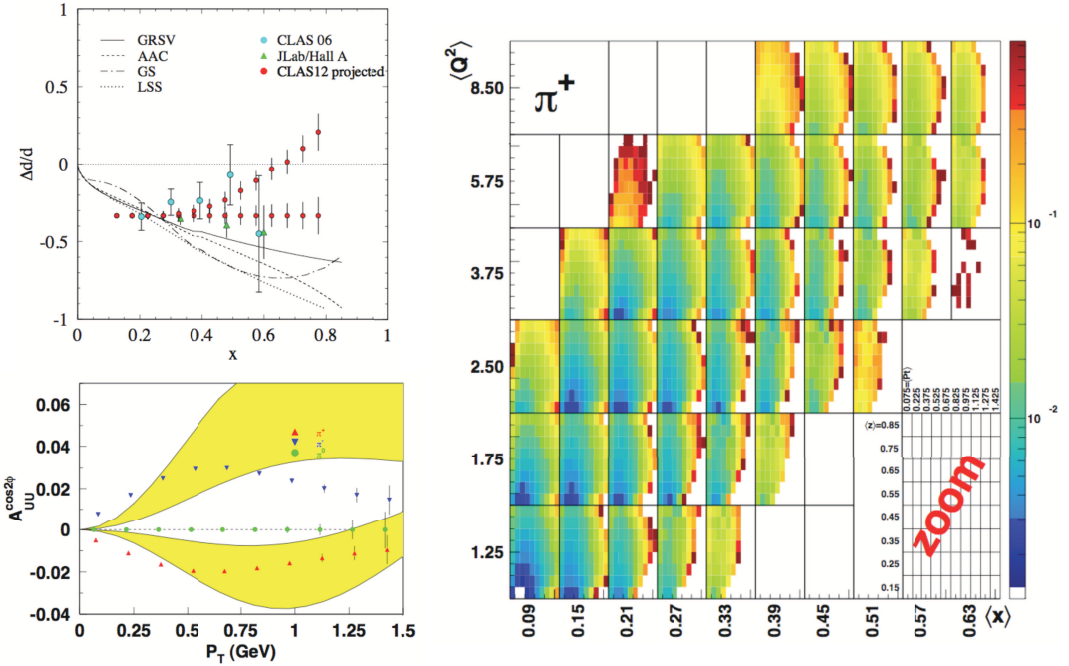 Δd/d
1
0.5
0
-0.5
-1
GRSV
AAC
GS
LSS
CLAS 06
JLab/Hall A
CLAS12 projected
0 0.2 0.4 0.6 0.8 1
x
A_UU^cos2φ
0.06
0.04
0.02
0
-0.02
-0.04
π+
0 0.25 0.5 0.75 1 1.25 1.5
P_T (GeV)
⟨Q²⟩
8.50
5.75
3.75
2.50
1.75
1.25
π+
0.09 0.15 0.21 0.27 0.33 0.39 0.45 0.51 0.57 0.63 ⟨x⟩
0.075=⟨Pt⟩
0.225
0.375
0.525
0.675
0.825
0.975
1.125
1.275
1.425
⟨z⟩=0.85
0.75
0.65
0.55
0.45
0.35
0.25
0.15
zoom
10⁻¹
10⁻²